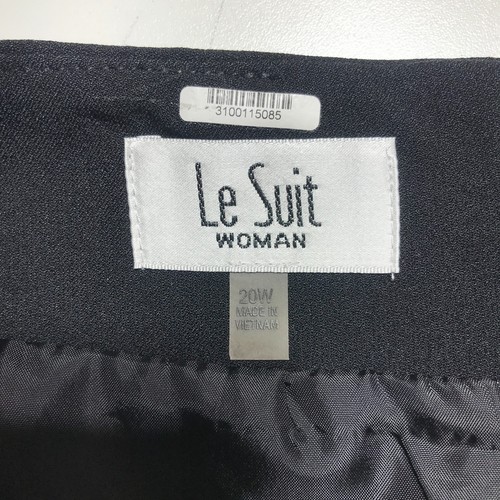 3100115085
Le Suit
WOMAN
20W
MADE IN
VIETNAM